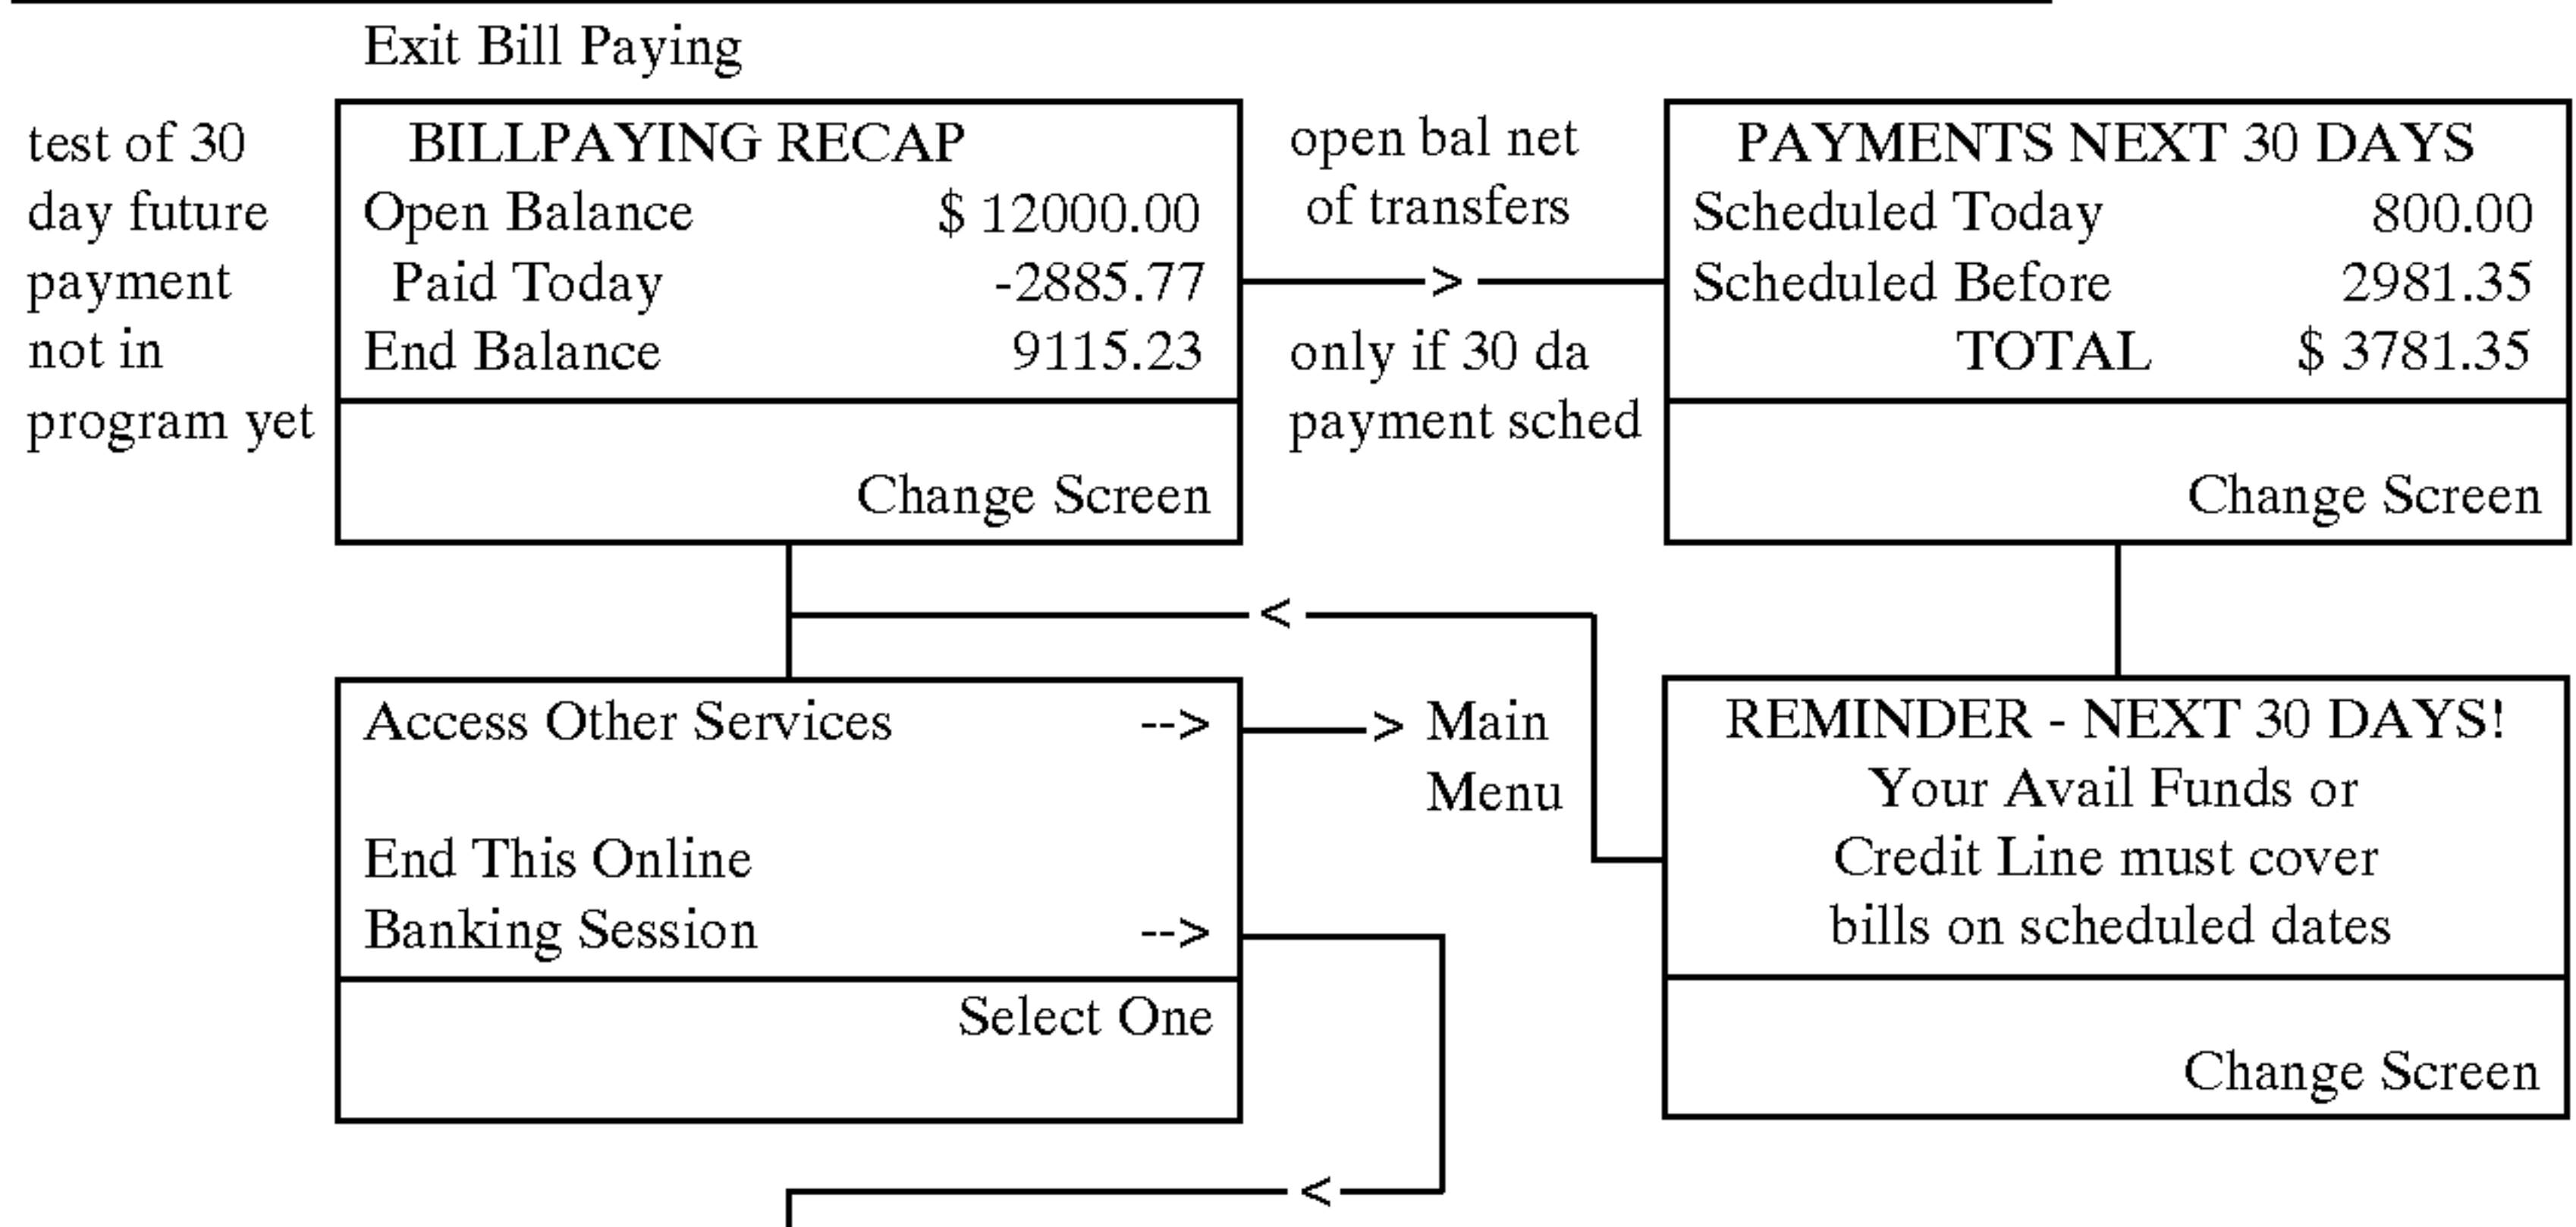 Exit Bill Paying
test of 30
day future
payment
not in
program yet
BILLPAYING RECAP
Open Balance $ 12000.00
Paid Today -2885.77
End Balance 9115.23
Change Screen
open bal net
of transfers
>
only if 30 da
payment sched
PAYMENTS NEXT 30 DAYS
Scheduled Today 800.00
Scheduled Before 2981.35
TOTAL $ 3781.35
Change Screen
<
Access Other Services -->
End This Online
Banking Session -->
Select One
> Main
Menu
REMINDER - NEXT 30 DAYS!
Your Avail Funds or
Credit Line must cover
bills on scheduled dates
Change Screen
<